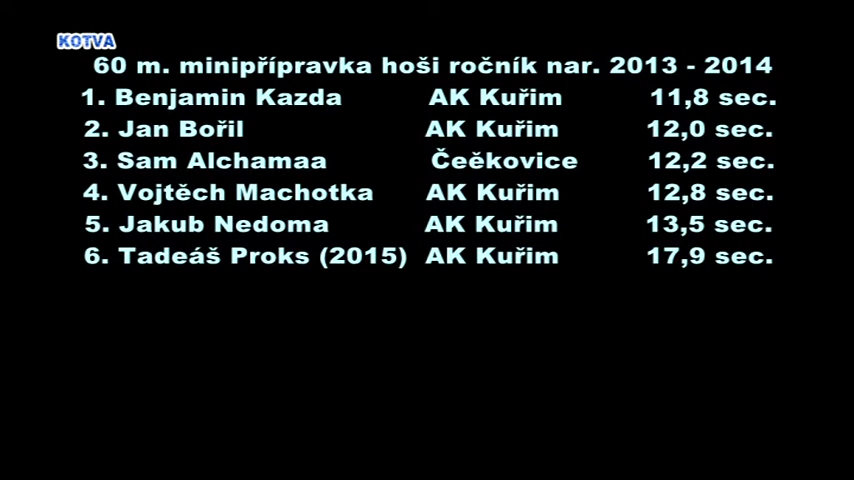 KOTVA
60 m. minipřípravka hoši ročník nar. 2013 - 2014
1. Benjamin Kazda AK Kuřim 11,8 sec.
2. Jan Bořil AK Kuřim 12,0 sec.
3. Sam Alchamaa Čeěkovice 12,2 sec.
4. Vojtěch Machotka AK Kuřim 12,8 sec.
5. Jakub Nedoma AK Kuřim 13,5 sec.
6. Tadeáš Proks (2015) AK Kuřim 17,9 sec.